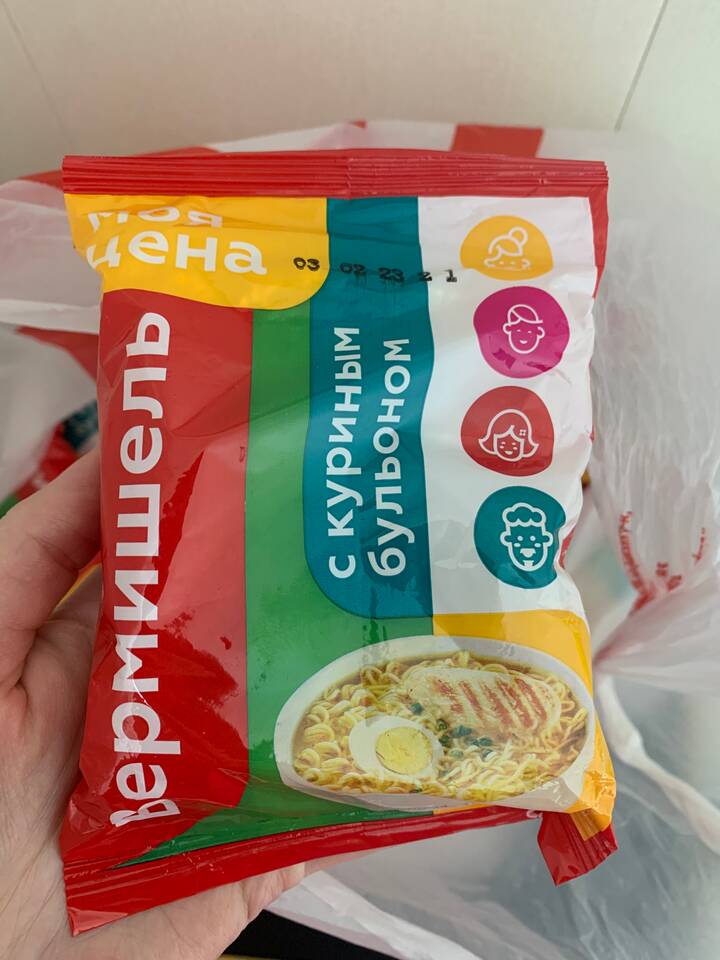 Моя
цена
03 02 23 2 1
Вермишель
с куриным
бульоном